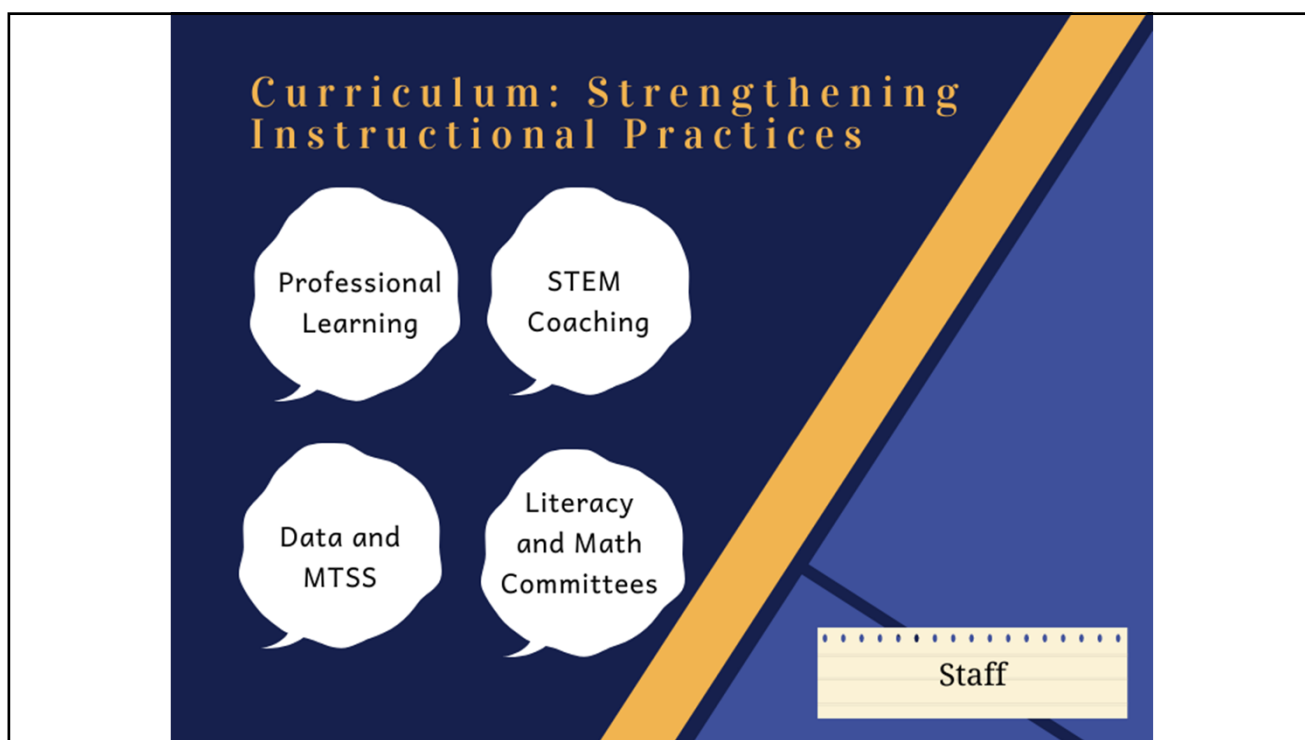 Curriculum: Strengthening
Instructional Practices
Professional
Learning
STEM
Coaching
Data and
MTSS
Literacy
and Math
Committees
Staff